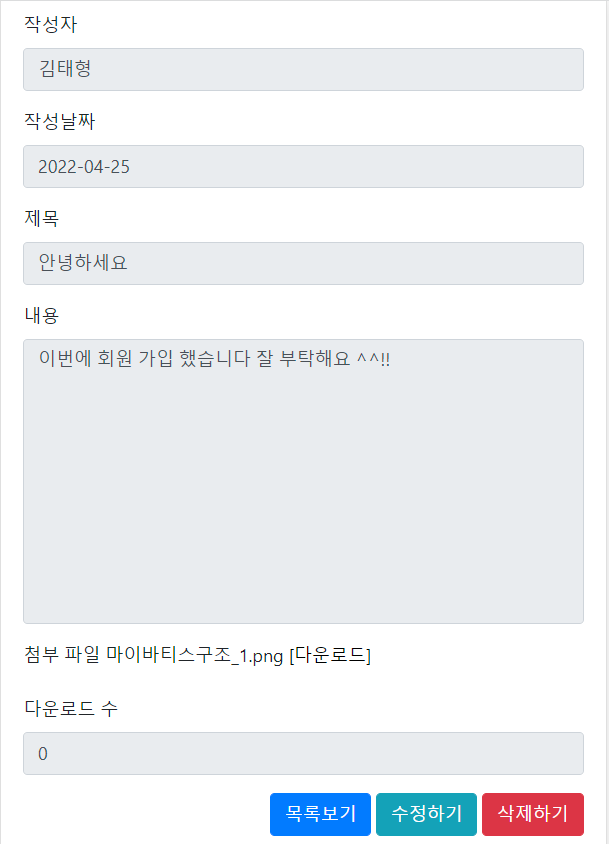 작성자
김태형
작성날짜
2022-04-25
제목
안녕하세요
내용
이번에 회원 가입 했습니다 잘 부탁해요 ^^!!
첨부 파일 마이바티스구조_1.png [다운로드]
다운로드 수
0
목록보기 수정하기 삭제하기